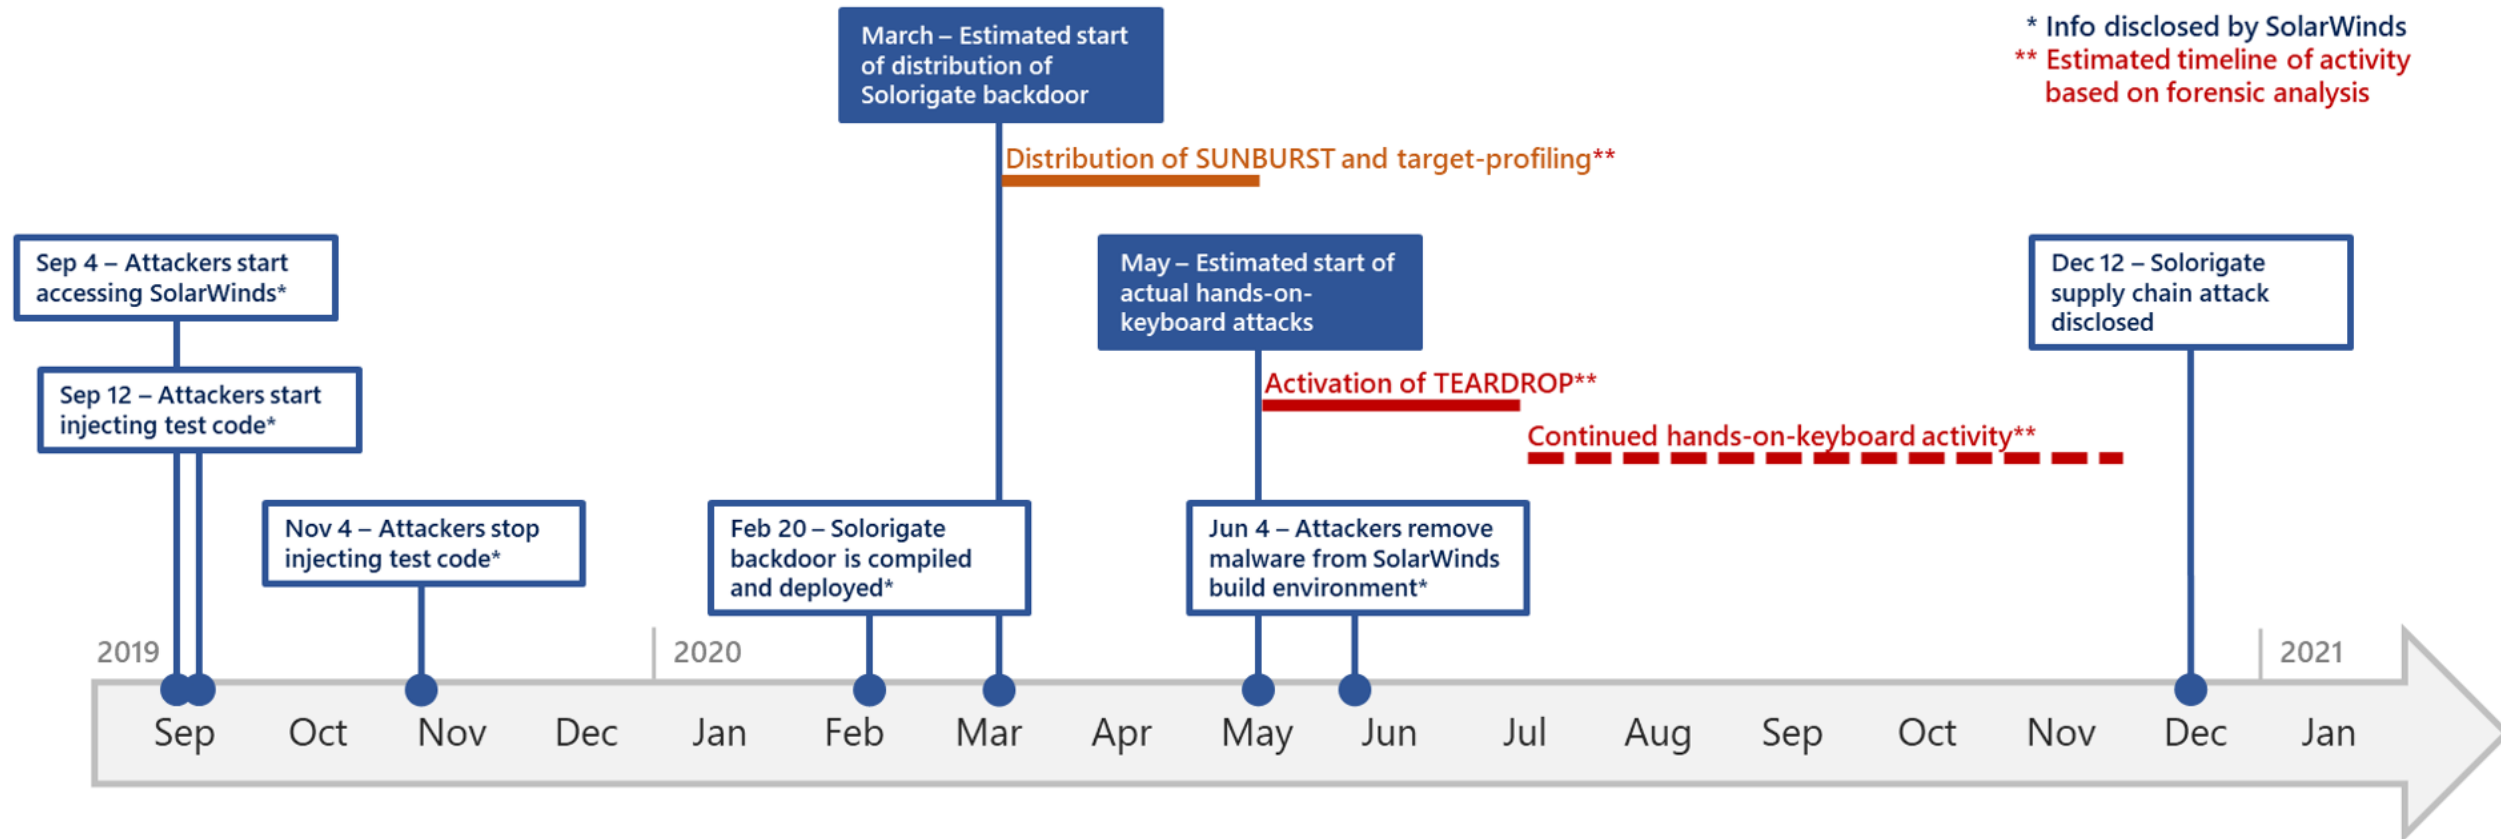 March – Estimated start
of distribution of
Solorigate backdoor
* Info disclosed by SolarWinds
** Estimated timeline of activity
based on forensic analysis
Distribution of SUNBURST and target-profiling**
Sep 4 – Attackers start
accessing SolarWinds*
May – Estimated start of
actual hands-on-
keyboard attacks
Dec 12 – Solorigate
supply chain attack
disclosed
Sep 12 – Attackers start
injecting test code*
Activation of TEARDROP**
Continued hands-on-keyboard activity**
Nov 4 – Attackers stop
injecting test code*
Feb 20 – Solorigate
backdoor is compiled
and deployed*
Jun 4 – Attackers remove
malware from SolarWinds
build environment*
2019 2020 2021
Sep Oct Nov Dec Jan Feb Mar Apr May Jun Jul Aug Sep Oct Nov Dec Jan